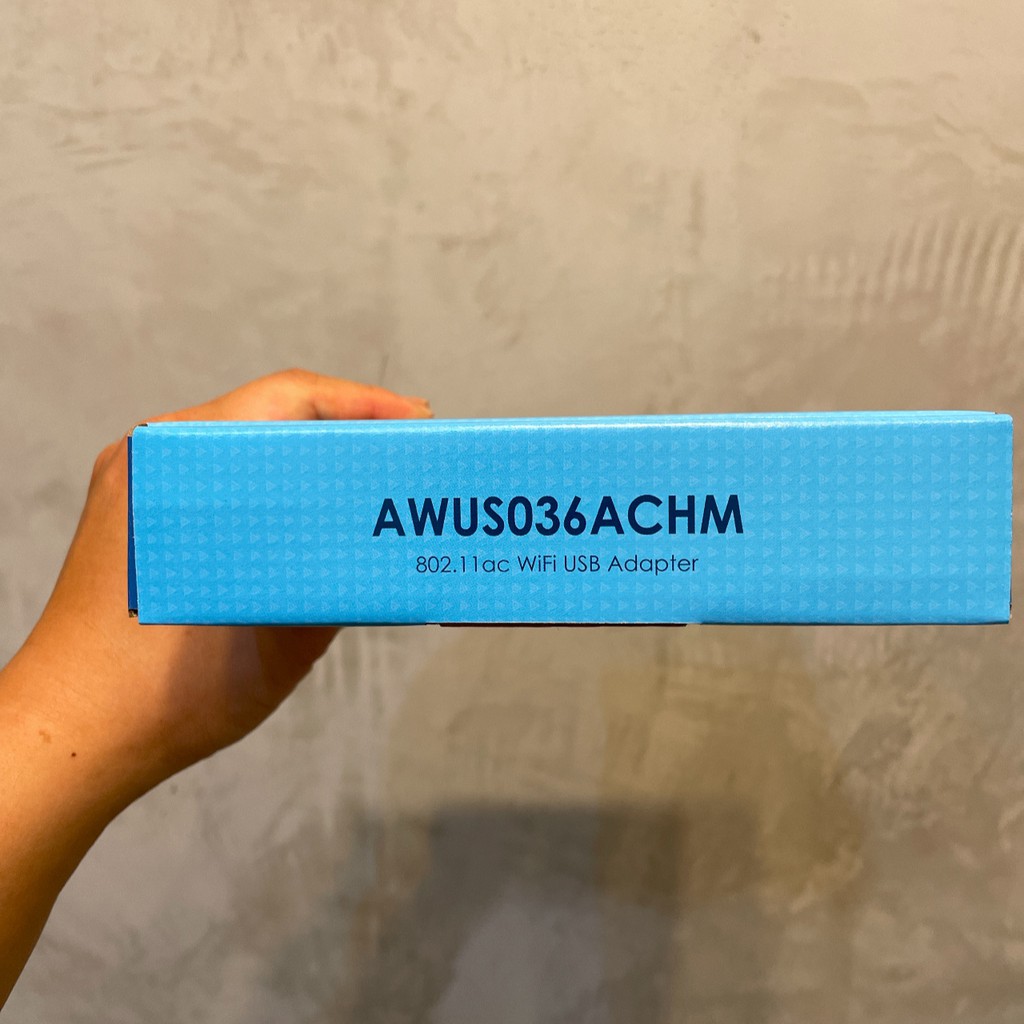 AWUS036ACHM
802.11ac WiFi USB Adapter